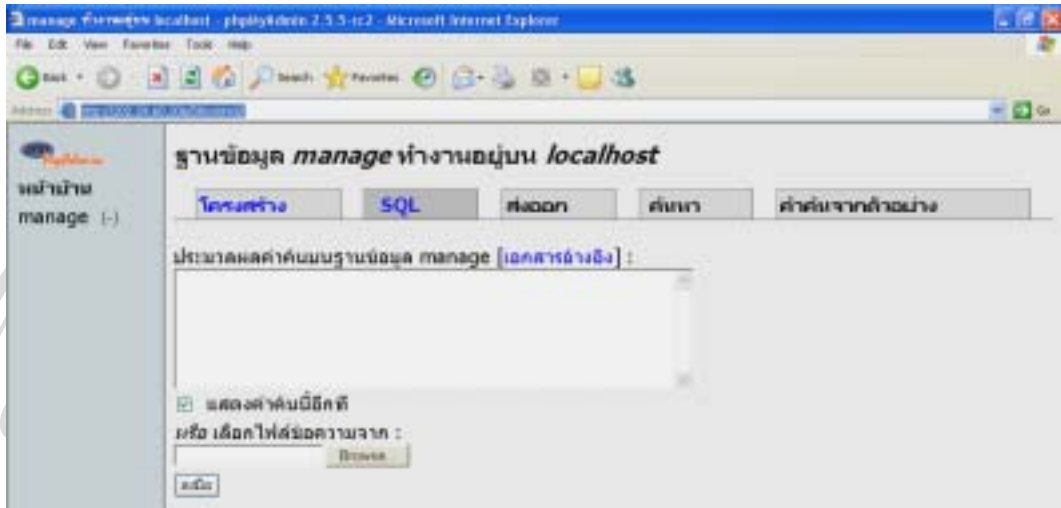 manage ทำงานอยู่บน localhost - phpMyAdmin 2.5.5-rc2 - Microsoft Internet Explorer
File Edit View Favorites Tools Help
Back Search Favorites
Address Go
phpMyAdmin
หน้าบ้าน
manage (-)
ฐานข้อมูล manage ทำงานอยู่บน localhost
โครงสร้าง SQL ส่งออก ค้นหา คำค้นจากตัวอย่าง
ประมวลผลคำค้นบนฐานข้อมูล manage [เอกสารอ้างอิง] :
แสดงคำค้นนี้อีกที
หรือ เลือกไฟล์ข้อความจาก :
Browse...
ลงมือ